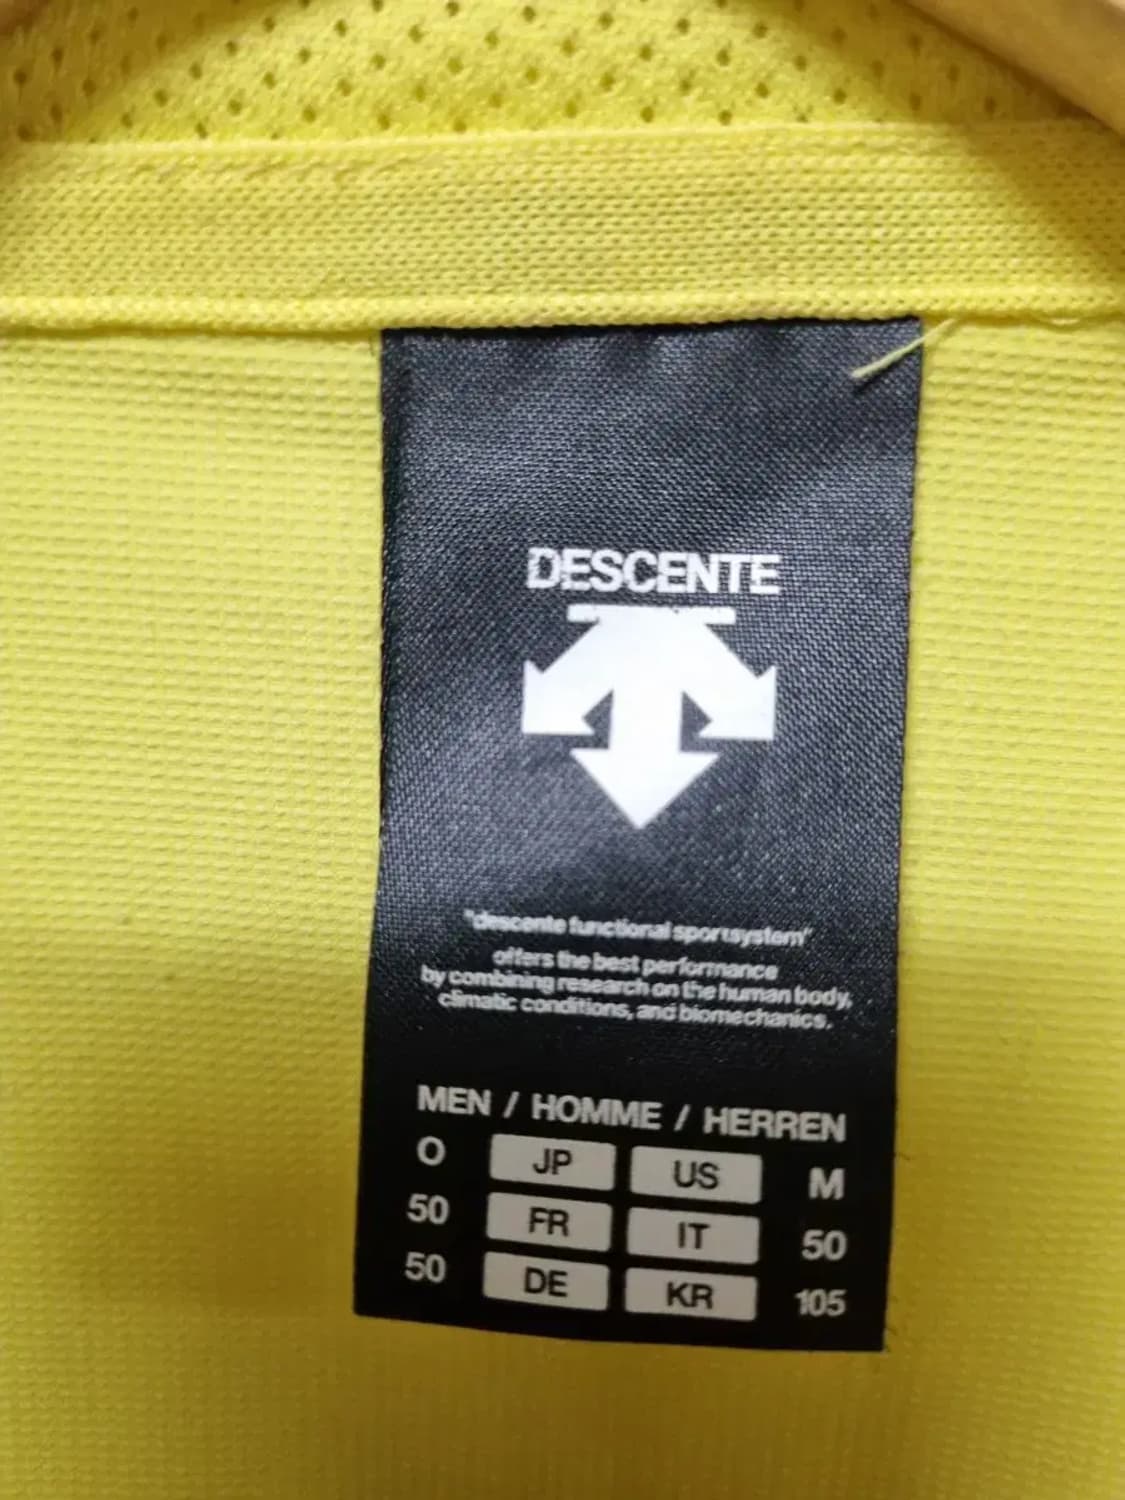 DESCENTE
"descente functional sportsystem"
offers the best performance
by combining research on the human body,
climatic conditions, and biomechanics.
MEN / HOMME / HERREN
O JP US M
50 FR IT 50
50 DE KR 105